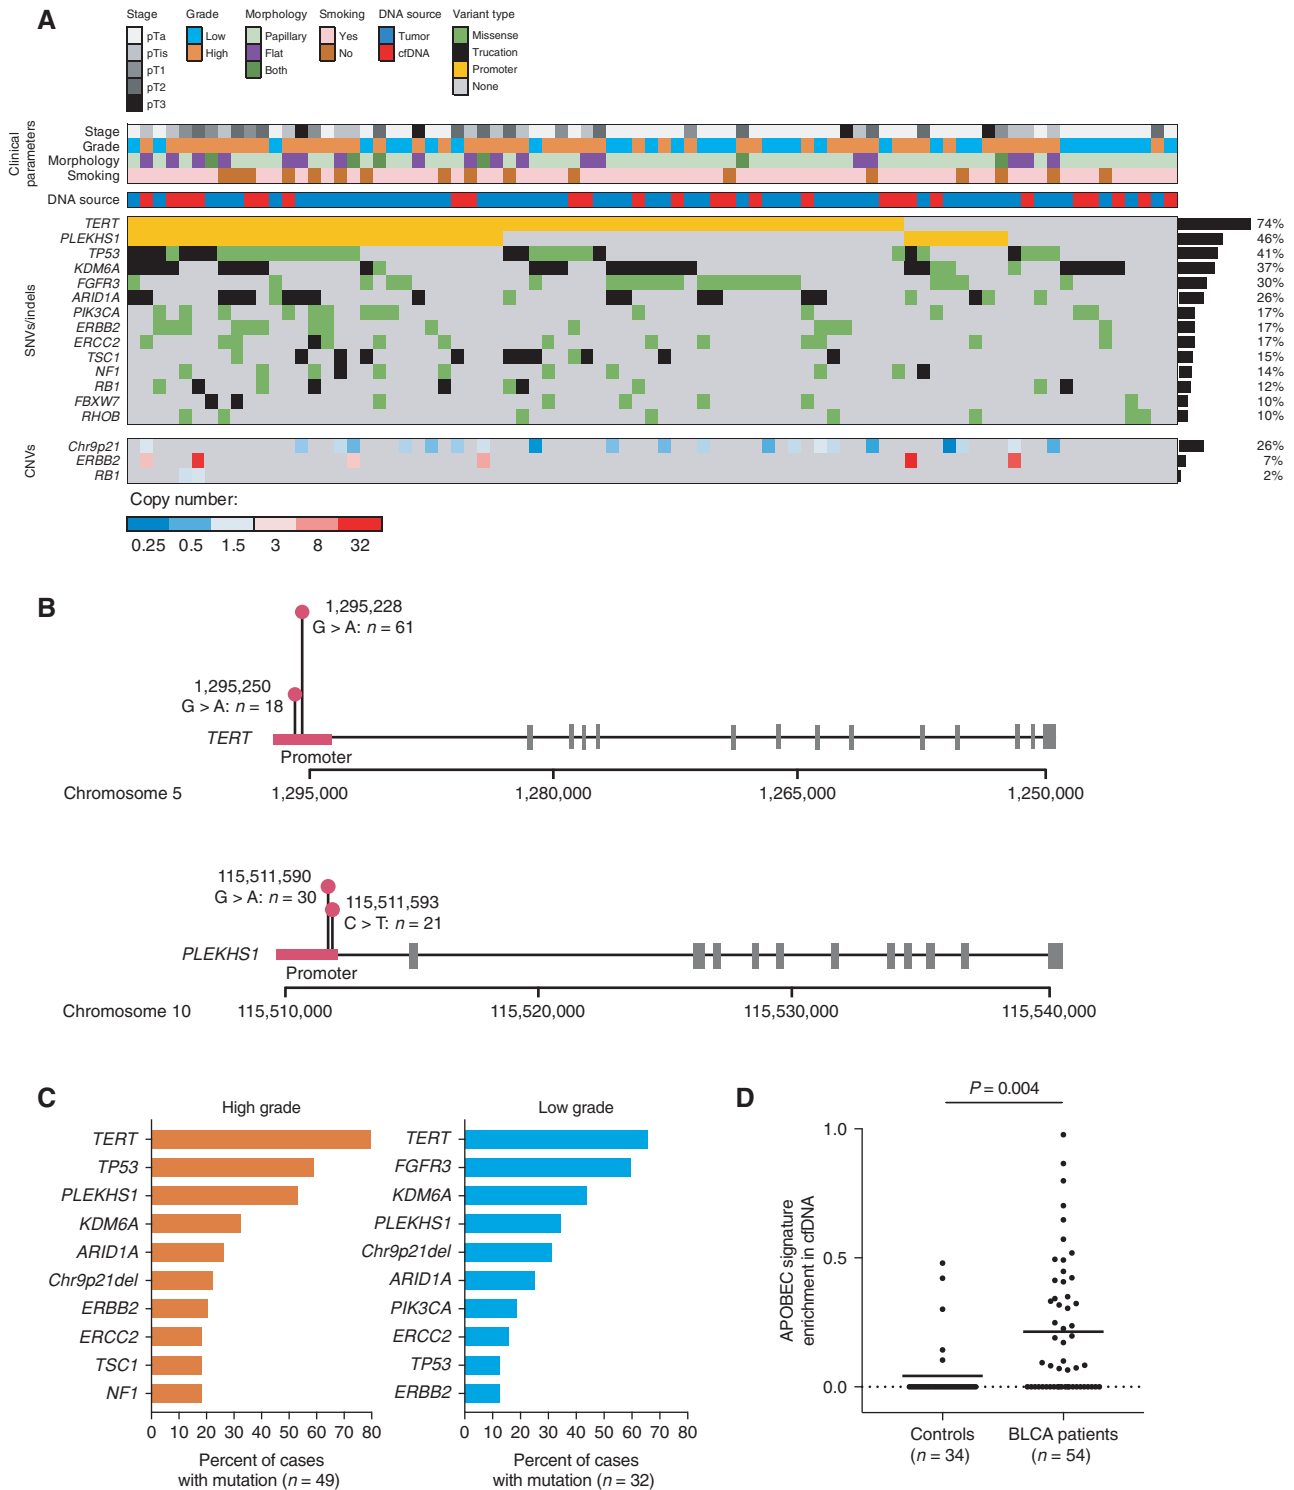 A
Stage
pTa
pTis
pT1
pT2
pT3
Grade
Low
High
Morphology
Papillary
Flat
Both
Smoking
Yes
No
DNA source
Tumor
cfDNA
Variant type
Missense
Trucation
Promoter
None
Clinical
parameters
Stage
Grade
Morphology
Smoking
DNA source
SNVs/indels
TERT 74%
PLEKHS1 46%
TP53 41%
KDM6A 37%
FGFR3 30%
ARID1A 26%
PIK3CA 17%
ERBB2 17%
ERCC2 17%
TSC1 15%
NF1 14%
RB1 12%
FBXW7 10%
RHOB 10%
CNVs
Chr9p21 26%
ERBB2 7%
RB1 2%
Copy number:
0.25 0.5 1.5 3 8 32
B
1,295,228
G > A: n = 61
1,295,250
G > A: n = 18
TERT
Promoter
Chromosome 5
1,295,000 1,280,000 1,265,000 1,250,000
115,511,590
G > A: n = 30
115,511,593
C > T: n = 21
PLEKHS1
Promoter
Chromosome 10
115,510,000 115,520,000 115,530,000 115,540,000
C
High grade
TERT
TP53
PLEKHS1
KDM6A
ARID1A
Chr9p21del
ERBB2
ERCC2
TSC1
NF1
0 10 20 30 40 50 60 70 80
Percent of cases
with mutation (n = 49)
Low grade
TERT
FGFR3
KDM6A
PLEKHS1
Chr9p21del
ARID1A
PIK3CA
ERCC2
TP53
ERBB2
0 10 20 30 40 50 60 70 80
Percent of cases
with mutation (n = 32)
D
P = 0.004
APOBEC signature
enrichment in cfDNA
1.0
0.5
0.0
Controls
(n = 34)
BLCA patients
(n = 54)